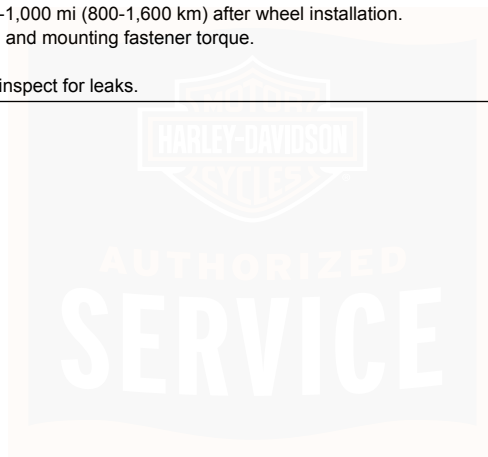 -1,000 mi (800-1,600 km) after wheel installation.
and mounting fastener torque.
inspect for leaks.
MOTOR
HARLEY-DAVIDSON
CYCLES
AUTHORIZED
SERVICE